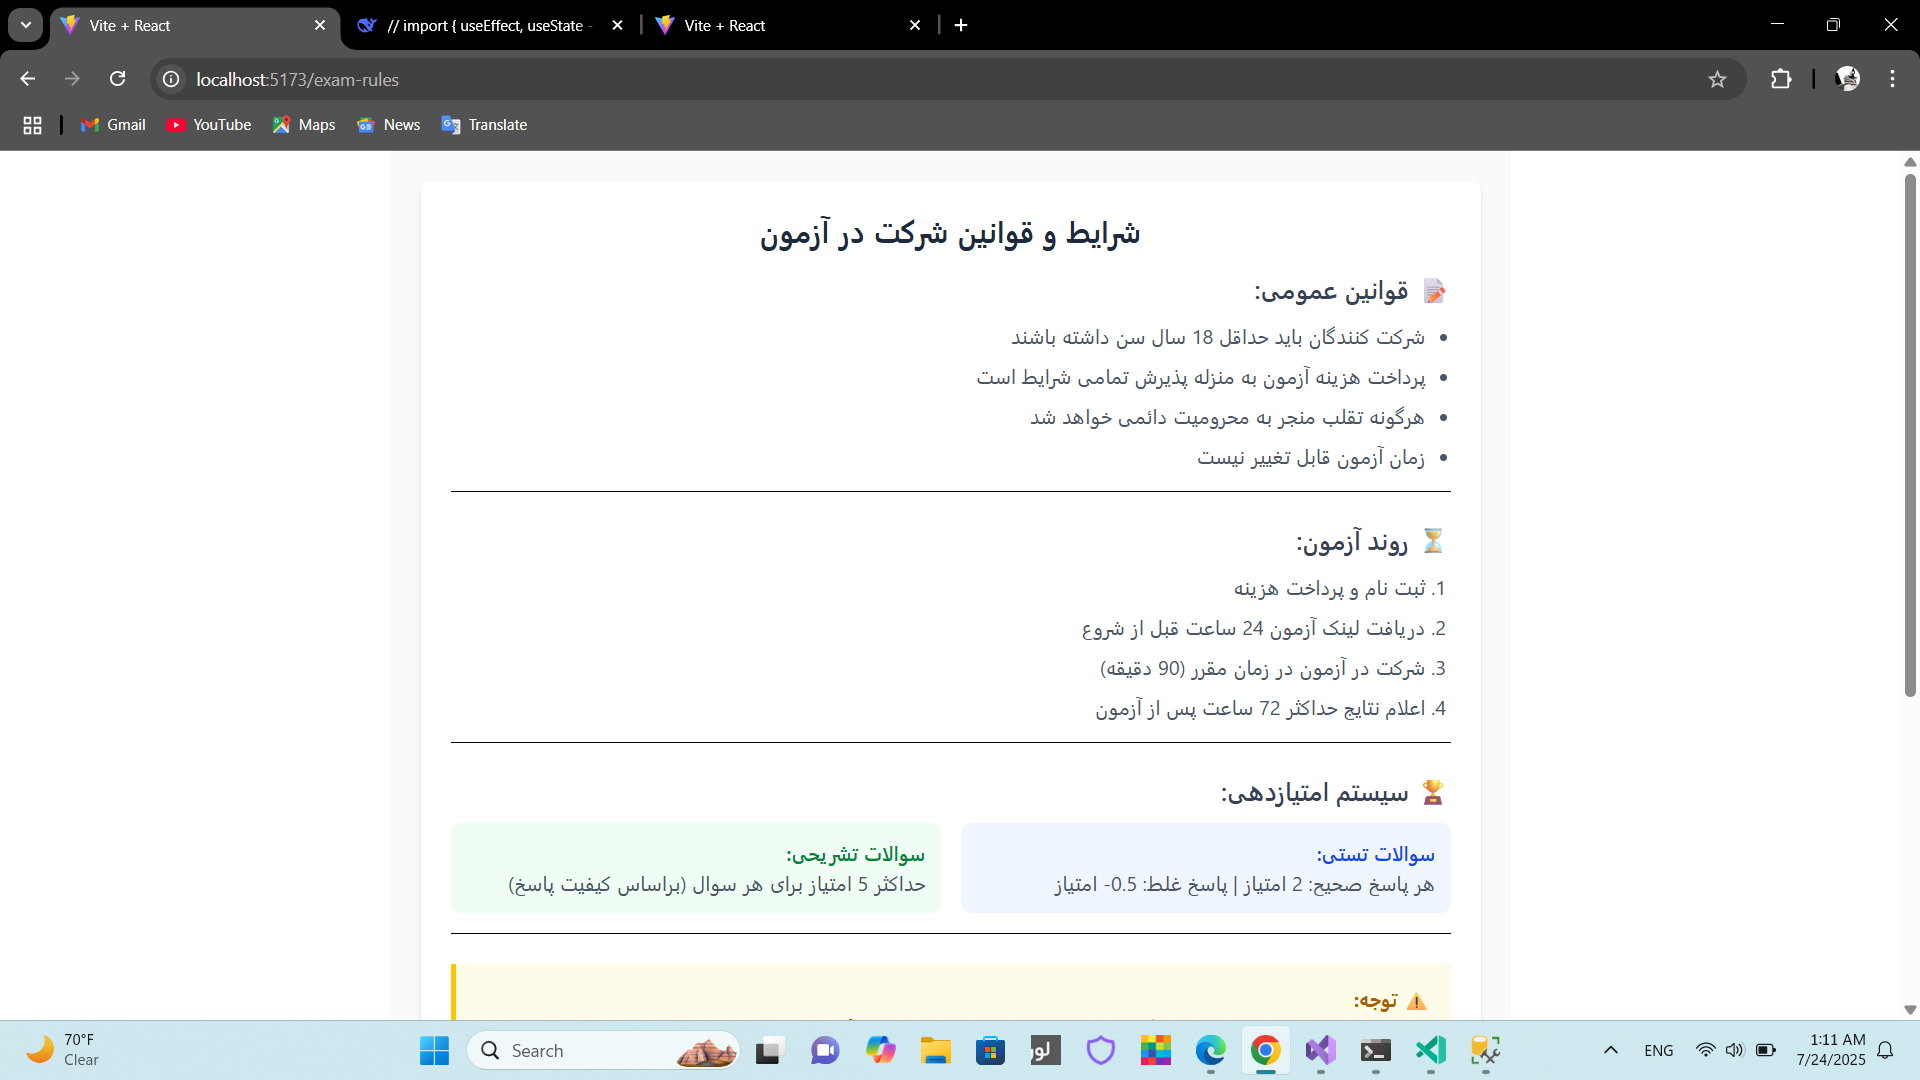 Vite + React
// import { useEffect, useState -
Vite + React
localhost:5173/exam-rules
Gmail
YouTube
Maps
News
Translate
شرایط و قوانین شرکت در آزمون
قوانین عمومی:
• شرکت کنندگان باید حداقل 18 سال سن داشته باشند
• پرداخت هزینه آزمون به منزله پذیرش تمامی شرایط است
• هرگونه تقلب منجر به محرومیت دائمی خواهد شد
• زمان آزمون قابل تغییر نیست
روند آزمون:
1. ثبت نام و پرداخت هزینه
2. دریافت لینک آزمون 24 ساعت قبل از شروع
3. شرکت در آزمون در زمان مقرر (90 دقیقه)
4. اعلام نتایج حداکثر 72 ساعت پس از آزمون
سیستم امتیازدهی:
سوالات تستی:
هر پاسخ صحیح: 2 امتیاز | پاسخ غلط: 0.5- امتیاز
سوالات تشریحی:
حداکثر 5 امتیاز برای هر سوال (براساس کیفیت پاسخ)
توجه:
70°F
Clear
Search
ENG
1:11 AM
7/24/2025